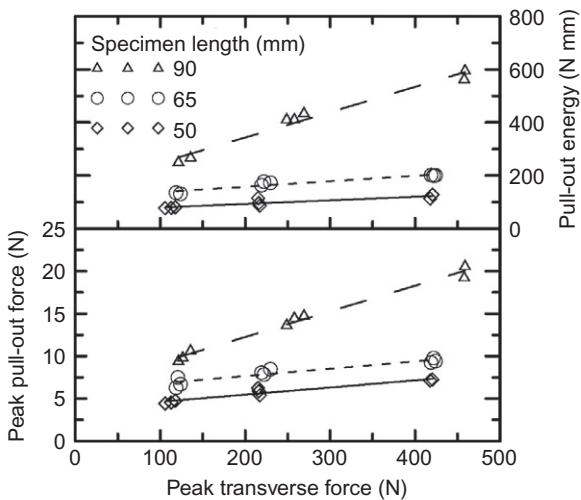 Specimen length (mm)
90
65
50
800
600
400
200
0
Pull-out energy (N mm)
25
20
15
10
5
0
Peak pull-out force (N)
0 100 200 300 400 500
Peak transverse force (N)